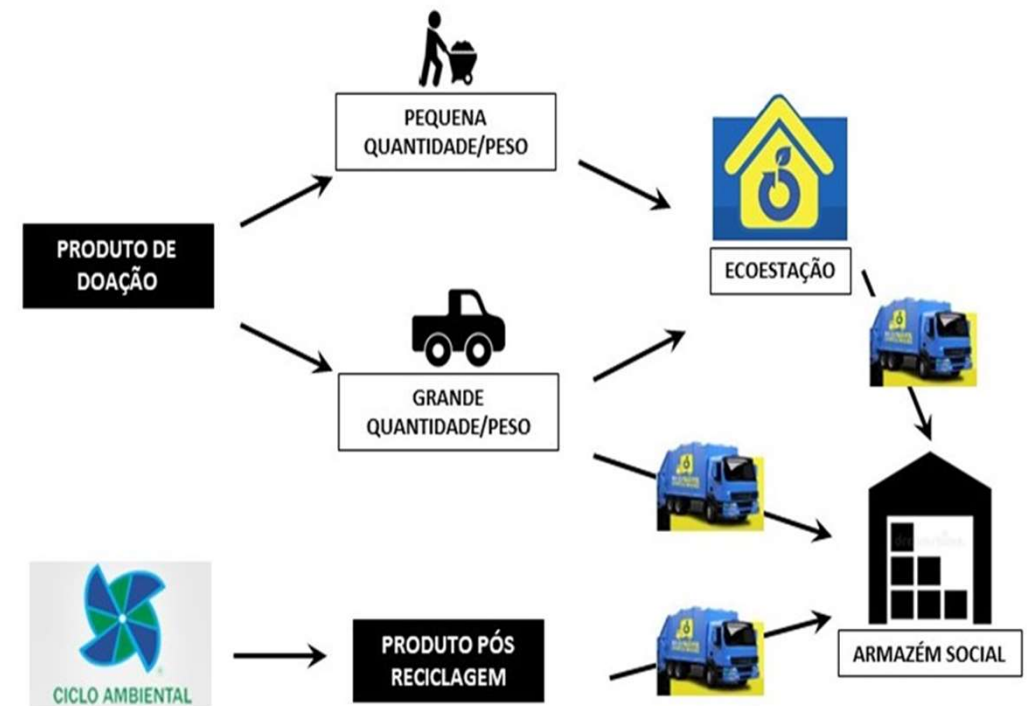 PEQUENA
QUANTIDADE/PESO
PRODUTO DE
DOAÇÃO
ECOESTAÇÃO
GRANDE
QUANTIDADE/PESO
CICLO AMBIENTAL
PRODUTO PÓS
RECICLAGEM
ARMAZÉM SOCIAL